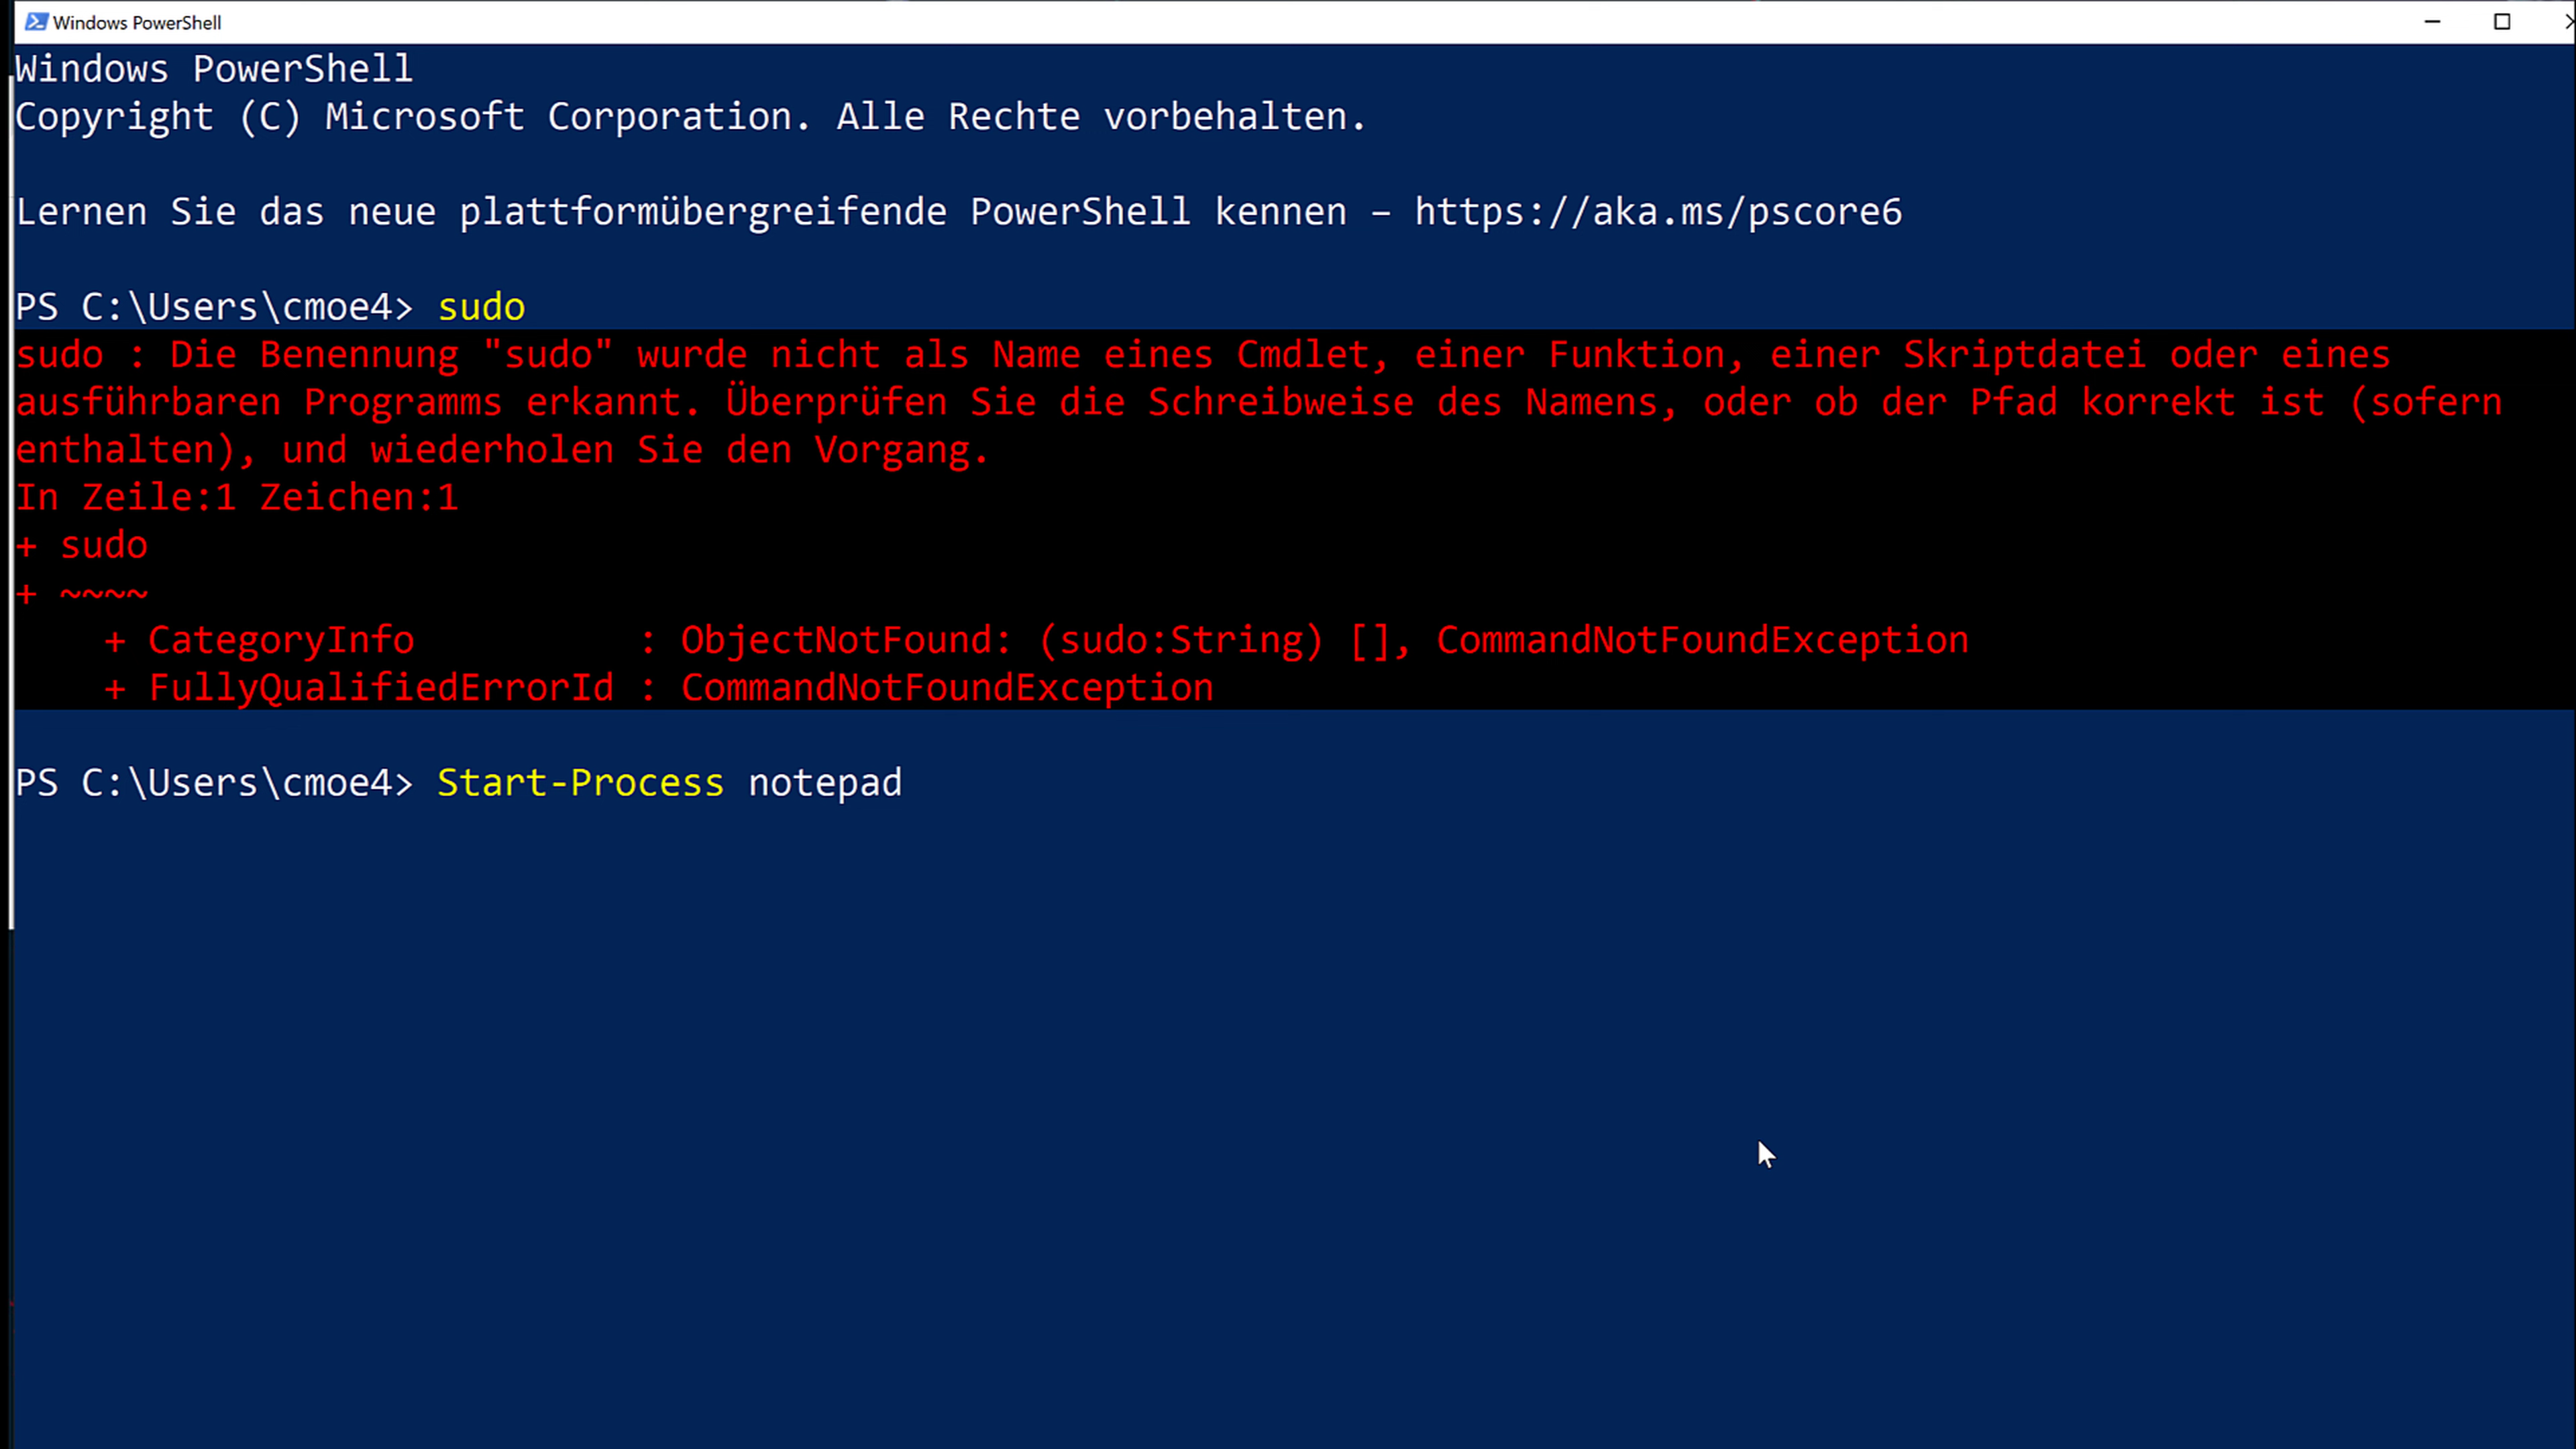 Windows PowerShell
Windows PowerShell
Copyright (C) Microsoft Corporation. Alle Rechte vorbehalten.
Lernen Sie das neue plattformübergreifende PowerShell kennen – https://aka.ms/pscore6
PS C:\Users\cmoe4> sudo
sudo : Die Benennung "sudo" wurde nicht als Name eines Cmdlet, einer Funktion, einer Skriptdatei oder eines
ausführbaren Programms erkannt. Überprüfen Sie die Schreibweise des Namens, oder ob der Pfad korrekt ist (sofern
enthalten), und wiederholen Sie den Vorgang.
In Zeile:1 Zeichen:1
+ sudo
+ ~~~~
    + CategoryInfo          : ObjectNotFound: (sudo:String) [], CommandNotFoundException
    + FullyQualifiedErrorId : CommandNotFoundException
PS C:\Users\cmoe4> Start-Process notepad